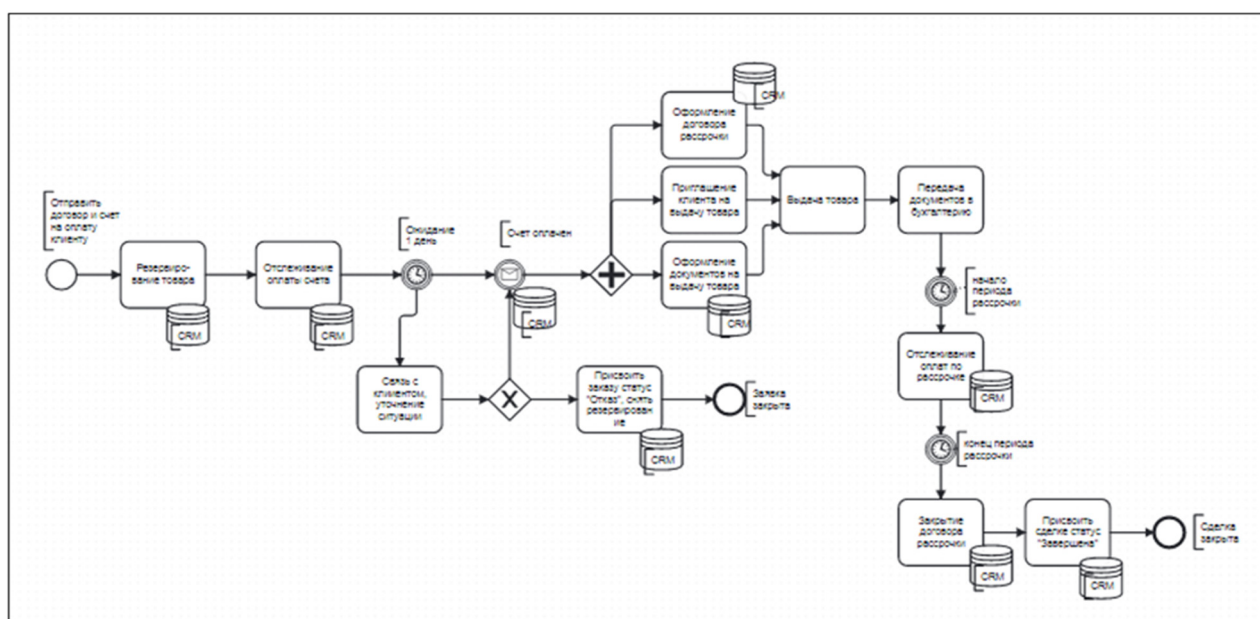 CRM
Оформление
договора
рассрочки
Приглашение
клиента на
выдачу товара
Выдача товара
Передача
документов в
бухгалтерию
Отправить
договор и счет
на оплату
клиенту
Ожидание
1 день
Счет оплачен
Резервиро-
вание товара
CRM
Отслеживание
оплаты счета
CRM
CRM
Оформление
документов на
выдачу товара
CRM
начало
периода
рассрочки
Связь с
клииентом,
уточнение
ситуации
Присвоить
заказу статус
"Отказ", снять
резервирован
ие
CRM
Заявка
закрыта
Отслеживание
оплат по
рассрочке
CRM
конец периода
рассрочки
Закрытие
договора
рассрочки
CRM
Присвоить
сделке статус
"Завершена"
CRM
Сделка
закрыта